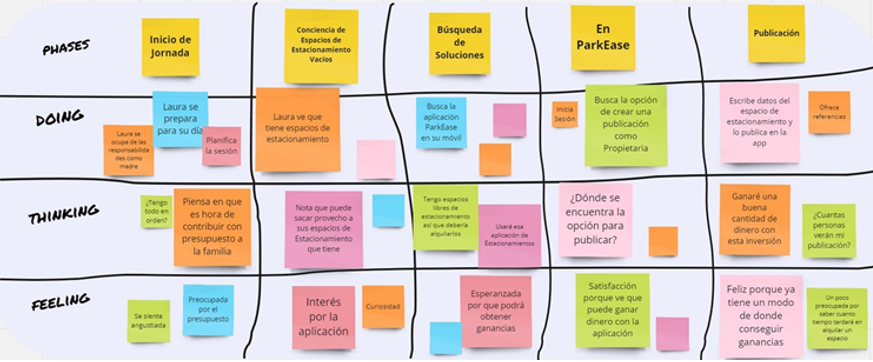 PHASES
Inicio de
Jornada
Conciencia de
Espacios de
Estacionamiento
Vacíos
Búsqueda
de
Soluciones
En
ParkEase
Publicación
DOING
Laura se
ocupa de las
responsabilida
des como
madre
Laura se
prepara
para su día
Planifica
la sesión
Laura ve que
tiene espacios de
estacionamiento
Busca la
aplicación
ParkEase
en su móvil
Inicia
Sesión
Busca la opción
de crear una
publicación
como
Propietaria
Escribe datos del
espacio de
estacionamiento y
lo publica en la
app
Ofrece
referencias
THINKING
¿Tengo
todo en
orden?
Piensa en que
es hora de
contribuir con
presupuesto a
la familia
Nota que puede
sacar provecho a
sus espacios de
Estacionamiento
que tiene
Tengo espacios
libres de
estacionamiento
así que debería
alquilarlos
Usaré esa
aplicación de
Estacionamientos
¿Dónde se
encuentra la
opción para
publicar?
Ganaré una
buena
cantidad de
dinero con
esta inversión
¿Cuantas
personas
verán mi
publicación?
FEELING
Se siente
angustiada
Preocupada
por el
presupuesto
Interés
por la
aplicación
Curiosidad
Esperanzada
por que podrá
obtener
ganancias
Satisfacción
porque ve que
puede ganar
dinero con la
aplicación
Feliz porque ya
tiene un modo
de donde
conseguir
ganancias
Un poco
preocupada por
saber cuanto
tiempo tardará en
alquilar un
espacio